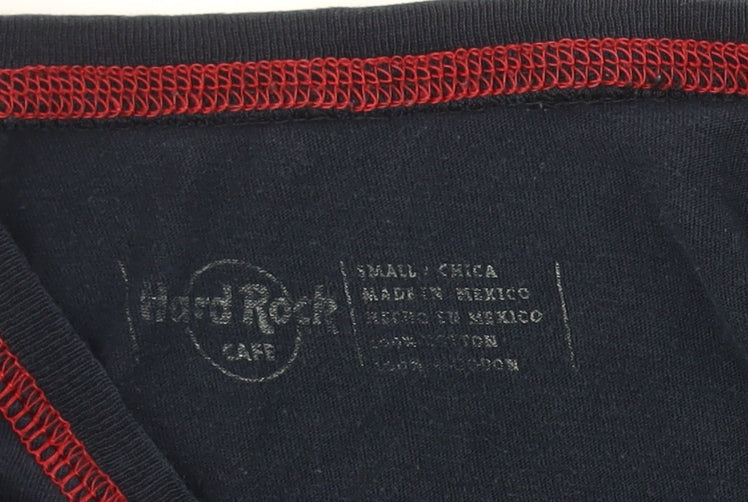 Hard Rock
CAFE
SMALL / CHICA
MADE IN MEXICO
HECHO EN MEXICO
100% COTTON
100% ALGODON